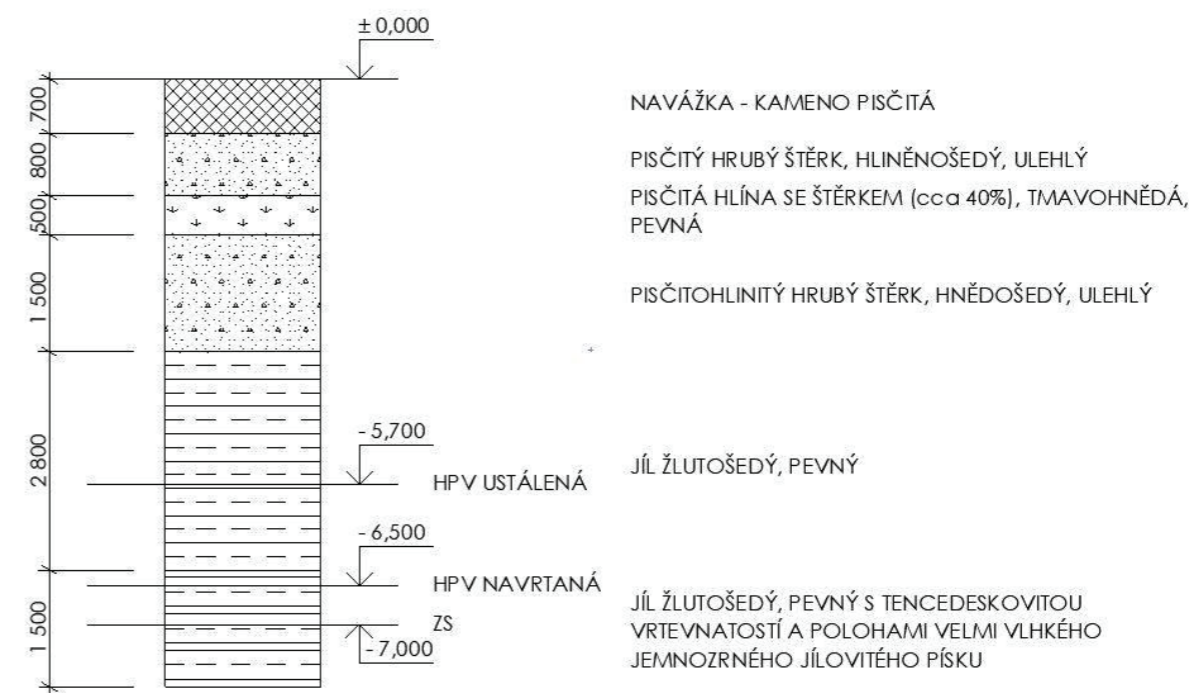 ± 0,000
700
NAVÁŽKA - KAMENO PISČITÁ
800
PISČITÝ HRUBÝ ŠTĚRK, HLINĚNOŠEDÝ, ULEHLÝ
500
PISČITÁ HLÍNA SE ŠTĚRKEM (cca 40%), TMAVOHNĚDÁ,
PEVNÁ
1 500
PISČITOHLINITÝ HRUBÝ ŠTĚRK, HNĚDOŠEDÝ, ULEHLÝ
2 800
- 5,700
HPV USTÁLENÁ
JÍL ŽLUTOŠEDÝ, PEVNÝ
- 6,500
HPV NAVRTANÁ
1 500
ZS
- 7,000
JÍL ŽLUTOŠEDÝ, PEVNÝ S TENCEDESKOVITOU
VRTEVNATOSTÍ A POLOHAMI VELMI VLHKÉHO
JEMNOZRNÉHO JÍLOVITÉHO PÍSKU